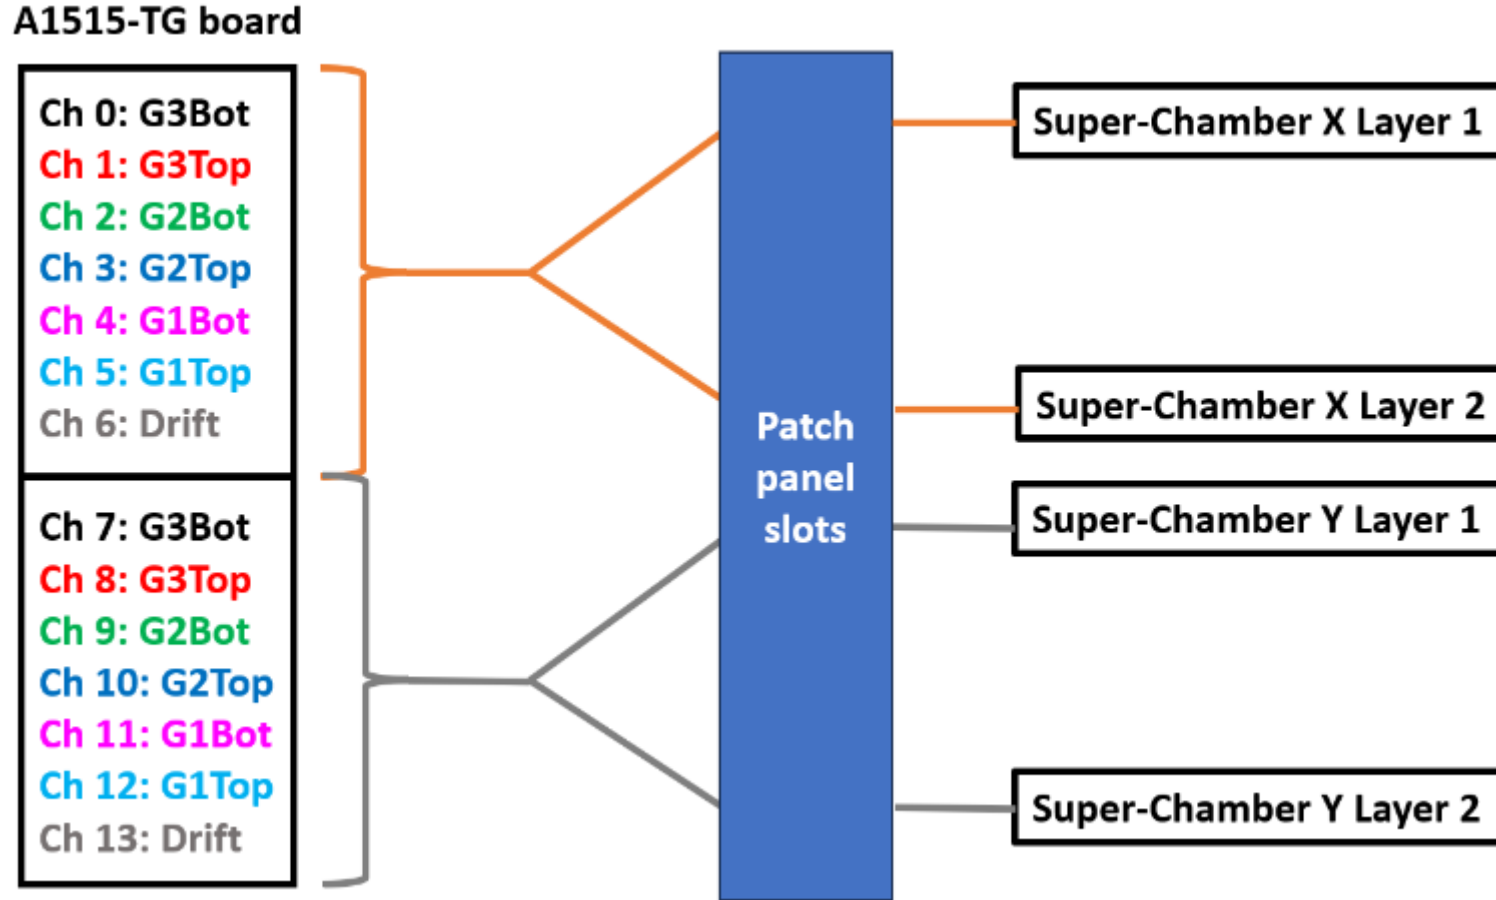 A1515-TG board
Ch 0: G3Bot
Ch 1: G3Top
Ch 2: G2Bot
Ch 3: G2Top
Ch 4: G1Bot
Ch 5: G1Top
Ch 6: Drift
Ch 7: G3Bot
Ch 8: G3Top
Ch 9: G2Bot
Ch 10: G2Top
Ch 11: G1Bot
Ch 12: G1Top
Ch 13: Drift
Patch
panel
slots
Super-Chamber X Layer 1
Super-Chamber X Layer 2
Super-Chamber Y Layer 1
Super-Chamber Y Layer 2